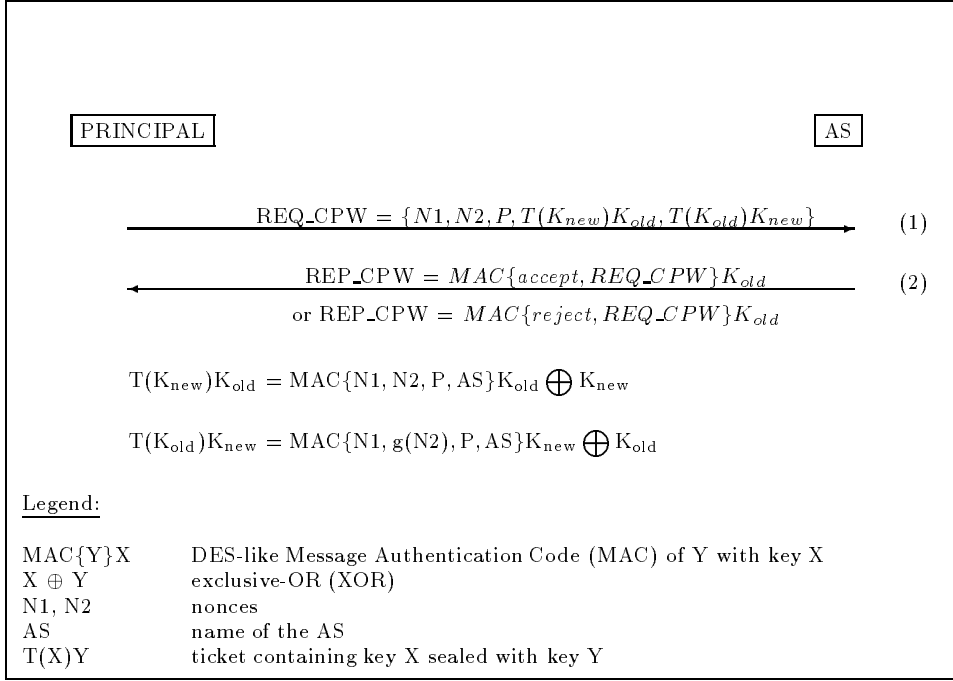 PRINCIPAL AS
REQ_CPW = {N1, N2, P, T(K_new)K_old, T(K_old)K_new} (1)
REP_CPW = MAC{accept, REQ_CPW}K_old (2)
or REP_CPW = MAC{reject, REQ_CPW}K_old
T(K_new)K_old = MAC{N1, N2, P, AS}K_old ⊕ K_new
T(K_old)K_new = MAC{N1, g(N2), P, AS}K_new ⊕ K_old
Legend:
MAC{Y}X DES-like Message Authentication Code (MAC) of Y with key X
X ⊕ Y exclusive-OR (XOR)
N1, N2 nonces
AS name of the AS
T(X)Y ticket containing key X sealed with key Y